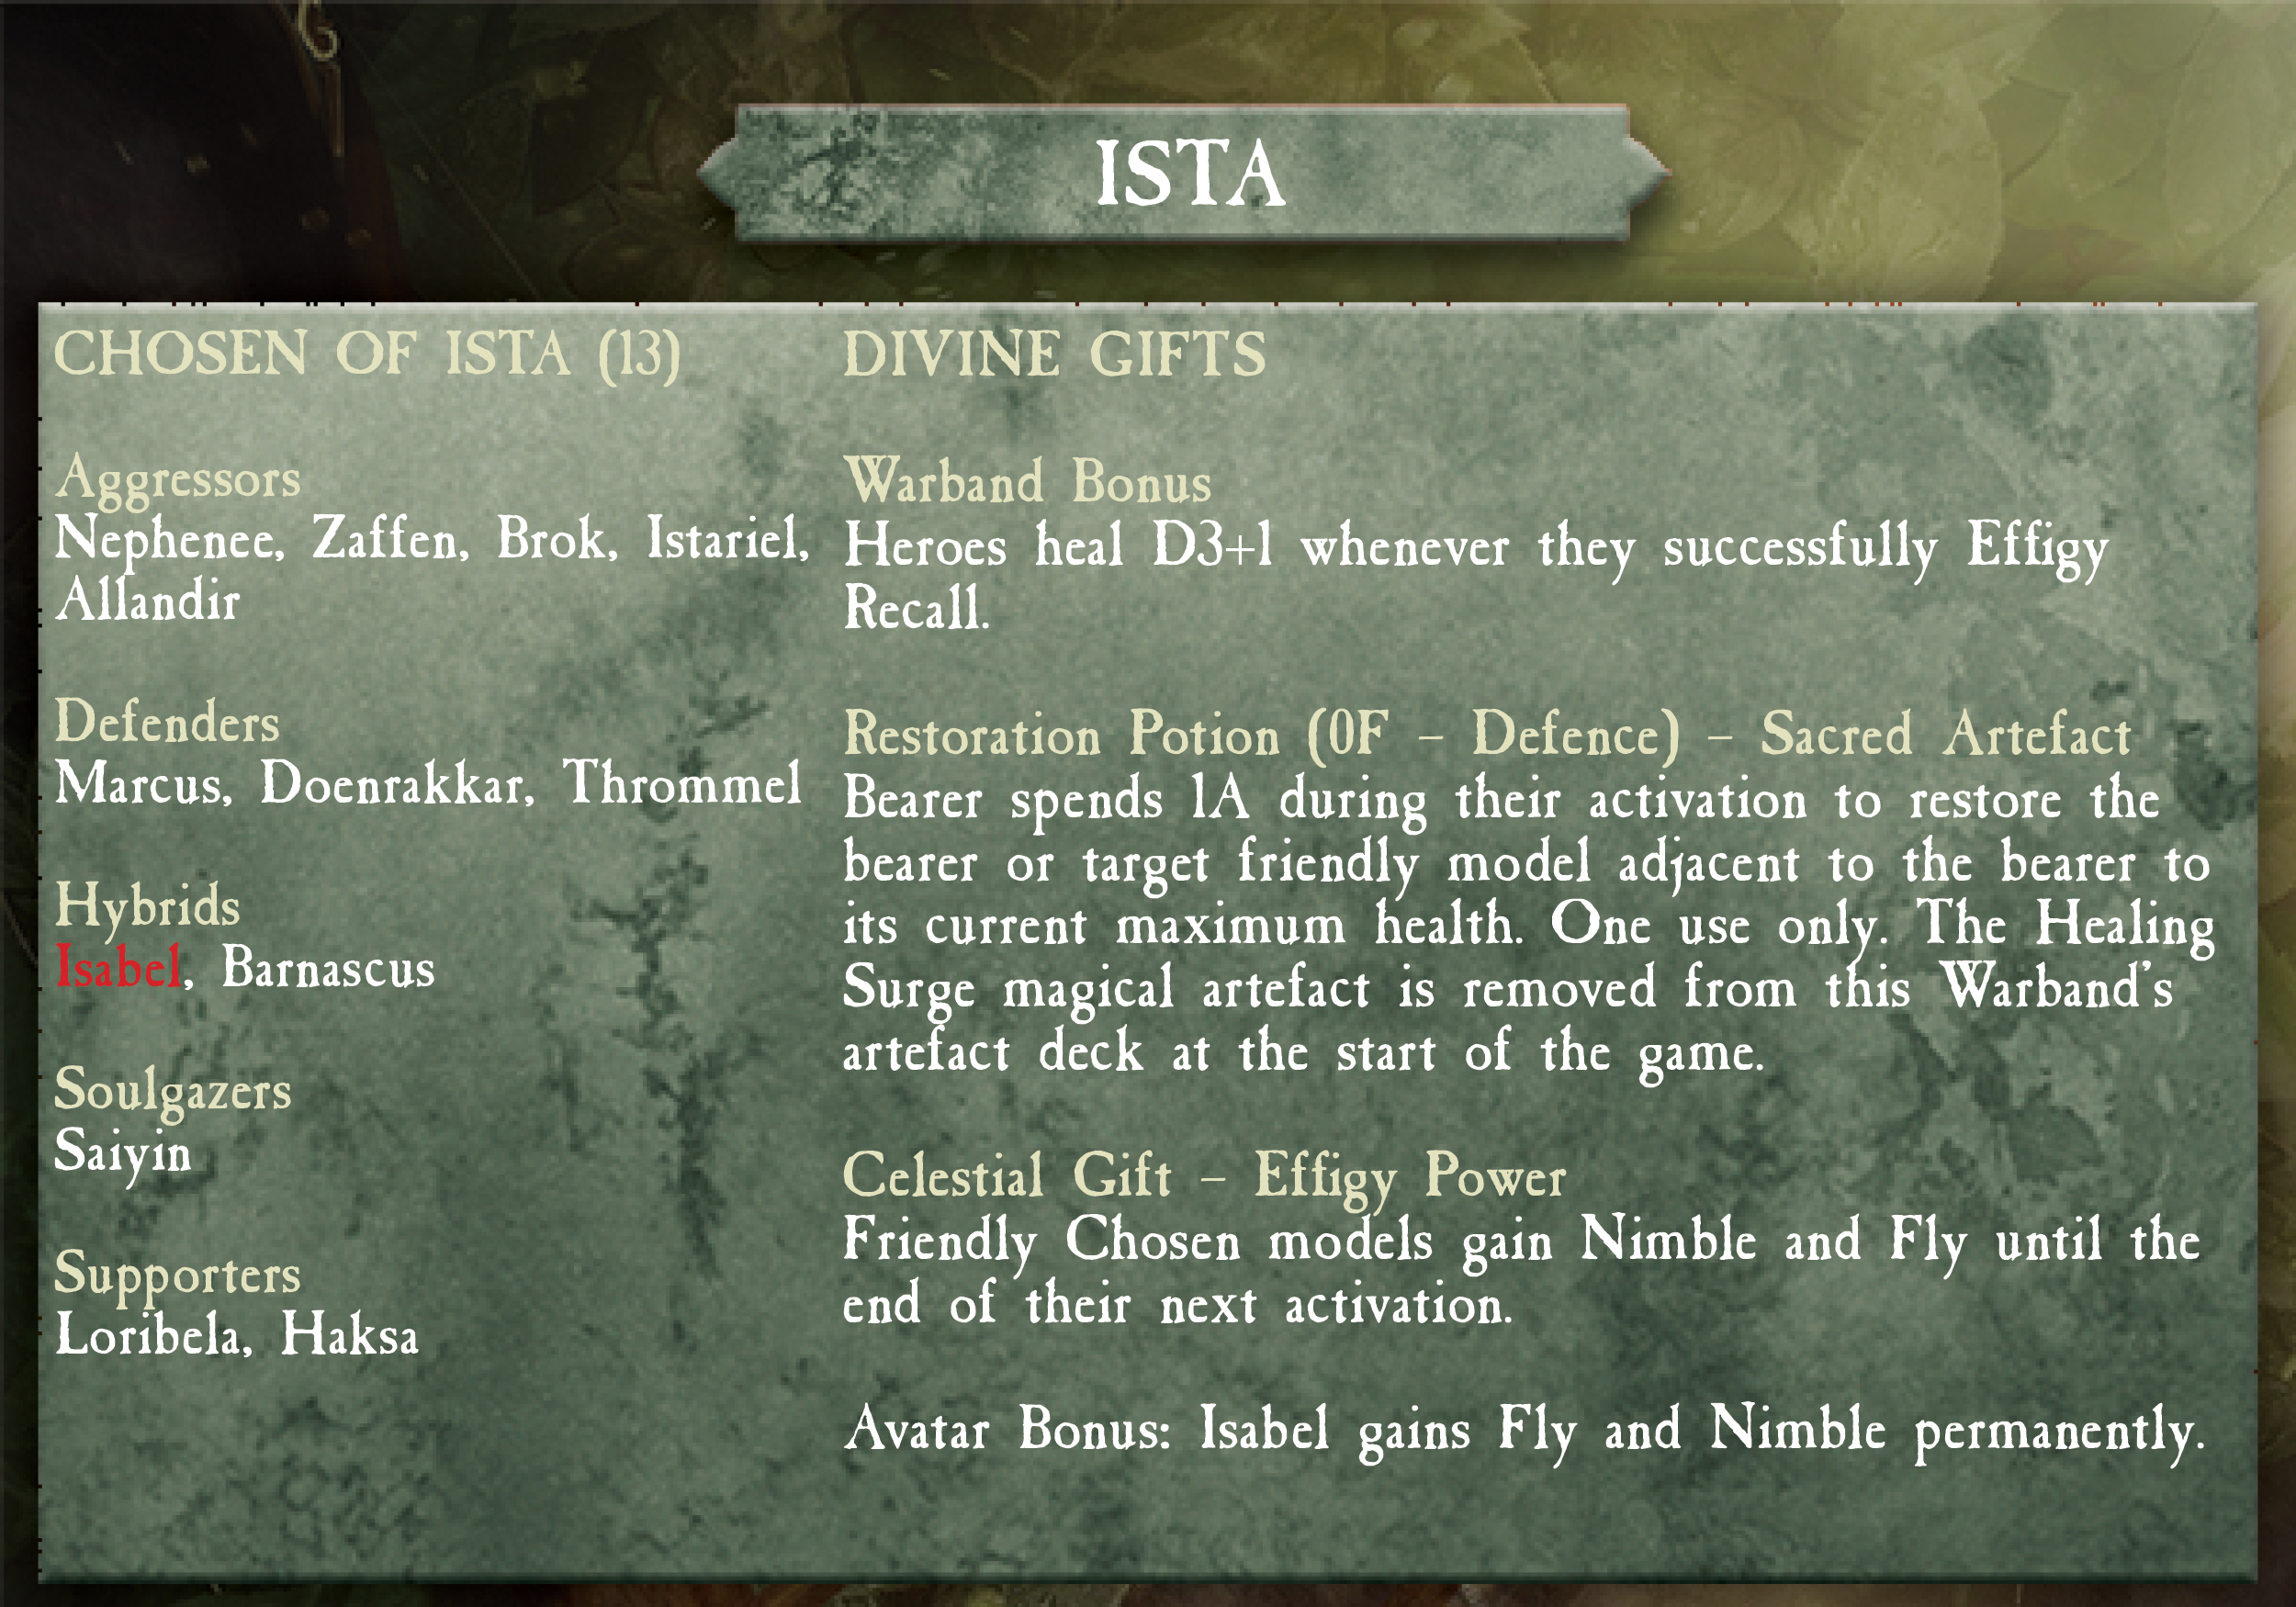 ISTA
CHOSEN OF ISTA (13)
Aggressors
Nephenee, Zaffen, Brok, Istariel,
Allandir
Defenders
Marcus, Doenrakkar, Thrommel
Hybrids
Isabel, Barnascus
Soulgazers
Saiyin
Supporters
Loribela, Haksa
DIVINE GIFTS
Warband Bonus
Heroes heal D3+1 whenever they successfully Effigy
Recall.
Restoration Potion (0F – Defence) – Sacred Artefact
Bearer spends 1A during their activation to restore the
bearer or target friendly model adjacent to the bearer to
its current maximum health. One use only. The Healing
Surge magical artefact is removed from this Warband's
artefact deck at the start of the game.
Celestial Gift – Effigy Power
Friendly Chosen models gain Nimble and Fly until the
end of their next activation.
Avatar Bonus: Isabel gains Fly and Nimble permanently.